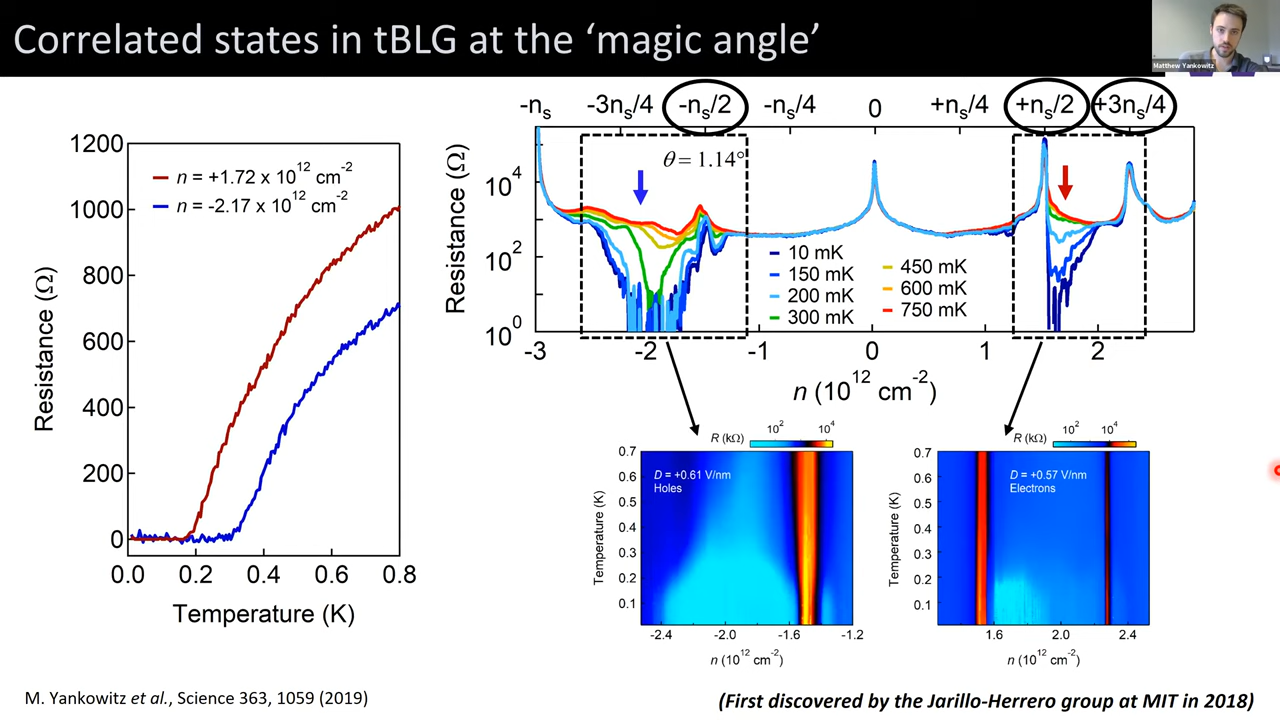 Correlated states in tBLG at the ‘magic angle’
Matthew Yankowitz
1200
1000
800
600
400
200
0
Resistance (Ω)
n = +1.72 x 10^12 cm^-2
n = -2.17 x 10^12 cm^-2
0.0 0.2 0.4 0.6 0.8
Temperature (K)
-n_s -3n_s/4 -n_s/2 -n_s/4 0 +n_s/4 +n_s/2 +3n_s/4
Resistance (Ω)
10^4
10^2
10^0
θ = 1.14°
10 mK
150 mK
200 mK
300 mK
450 mK
600 mK
750 mK
-3 -2 -1 0 1 2
n (10^12 cm^-2)
R (kΩ) 10^2 10^4
D = +0.61 V/nm
Holes
0.7
0.6
0.5
0.4
0.3
0.2
0.1
Temperature (K)
-2.4 -2.0 -1.6 -1.2
n (10^12 cm^-2)
R (kΩ) 10^2 10^4
D = +0.57 V/nm
Electrons
0.7
0.6
0.5
0.4
0.3
0.2
0.1
Temperature (K)
1.6 2.0 2.4
n (10^12 cm^-2)
M. Yankowitz et al., Science 363, 1059 (2019)
(First discovered by the Jarillo-Herrero group at MIT in 2018)